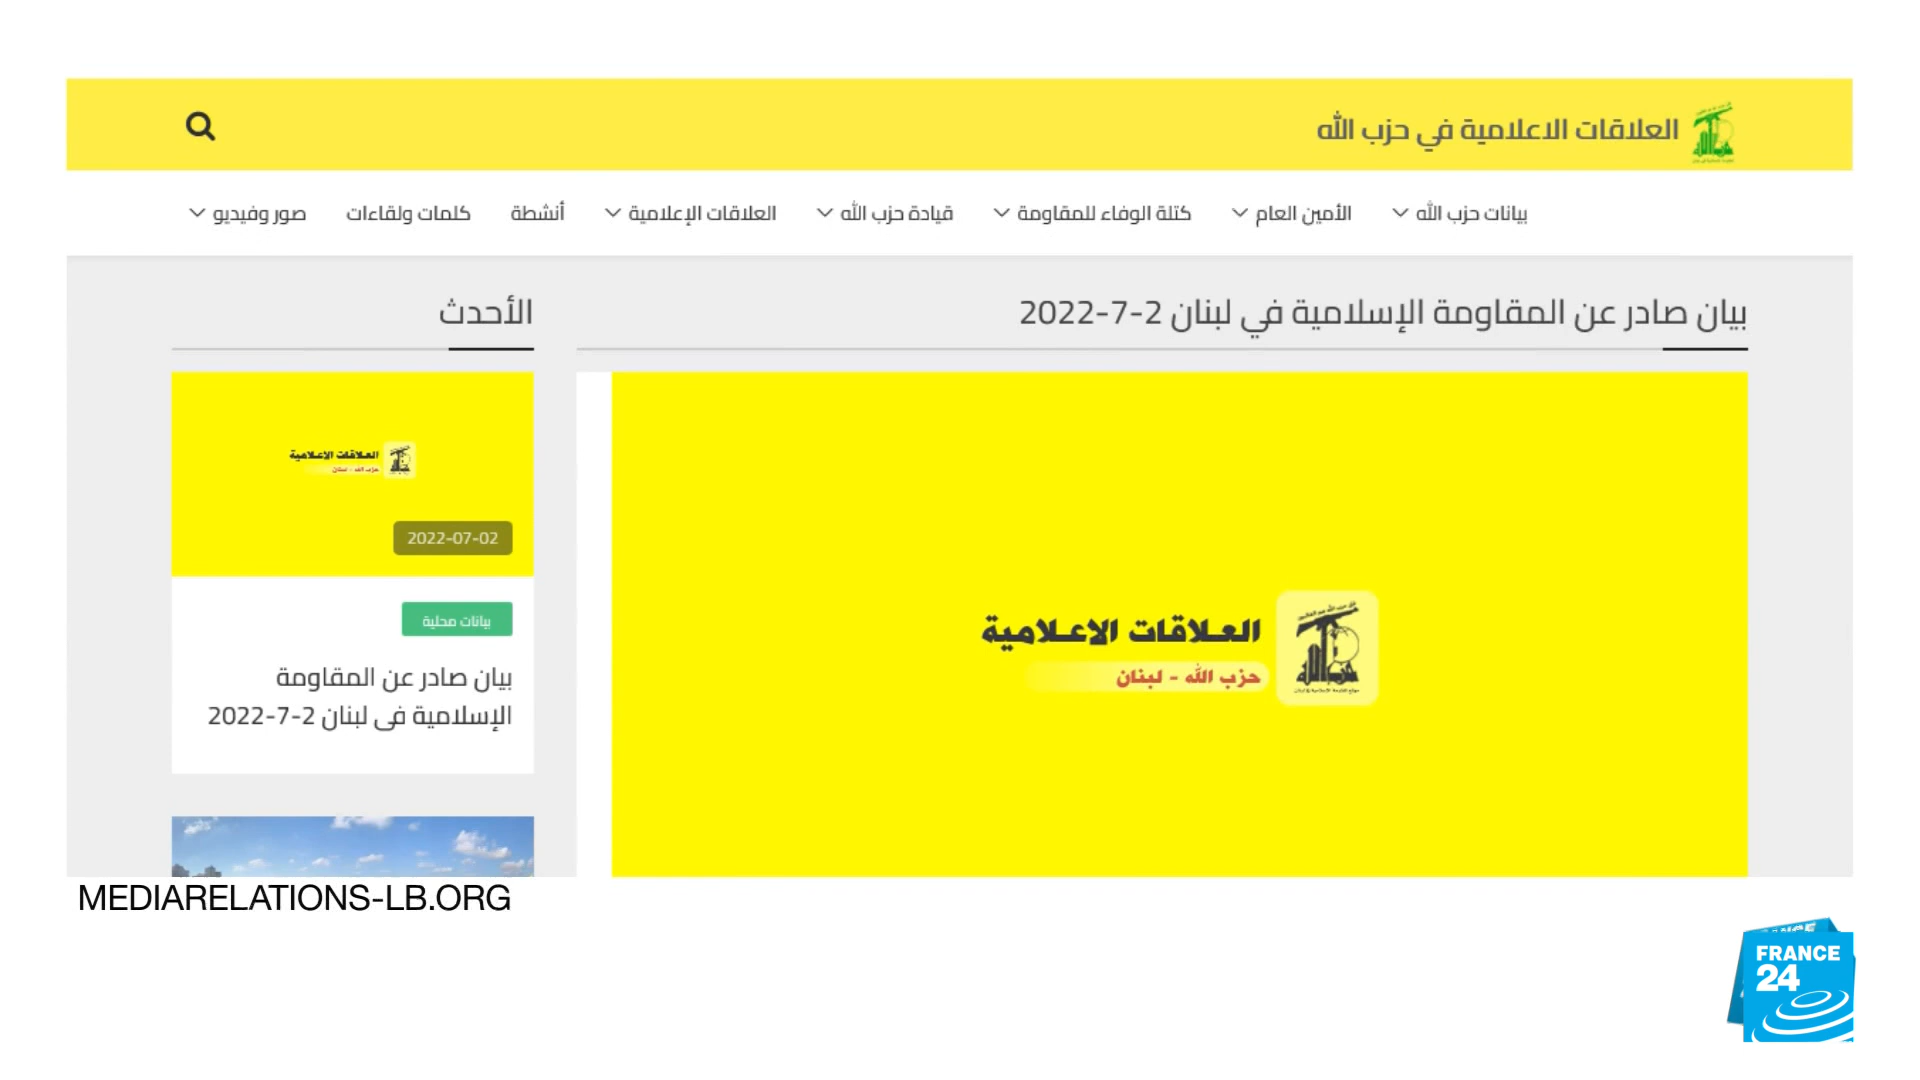 العلاقات الاعلامية في حزب الله
بيانات حزب الله
الأمين العام
كتلة الوفاء للمقاومة
قيادة حزب الله
العلاقات الإعلامية
أنشطة
كلمات ولقاءات
صور وفيديو
بيان صادر عن المقاومة الإسلامية في لبنان 2-7-2022
العلاقات الاعلامية
حزب الله - لبنان
الأحدث
العلاقات الاعلامية
حزب الله - لبنان
2022-07-02
بيانات محلية
بيان صادر عن المقاومة
الإسلامية في لبنان 2-7-2022
MEDIARELATIONS-LB.ORG
FRANCE
24